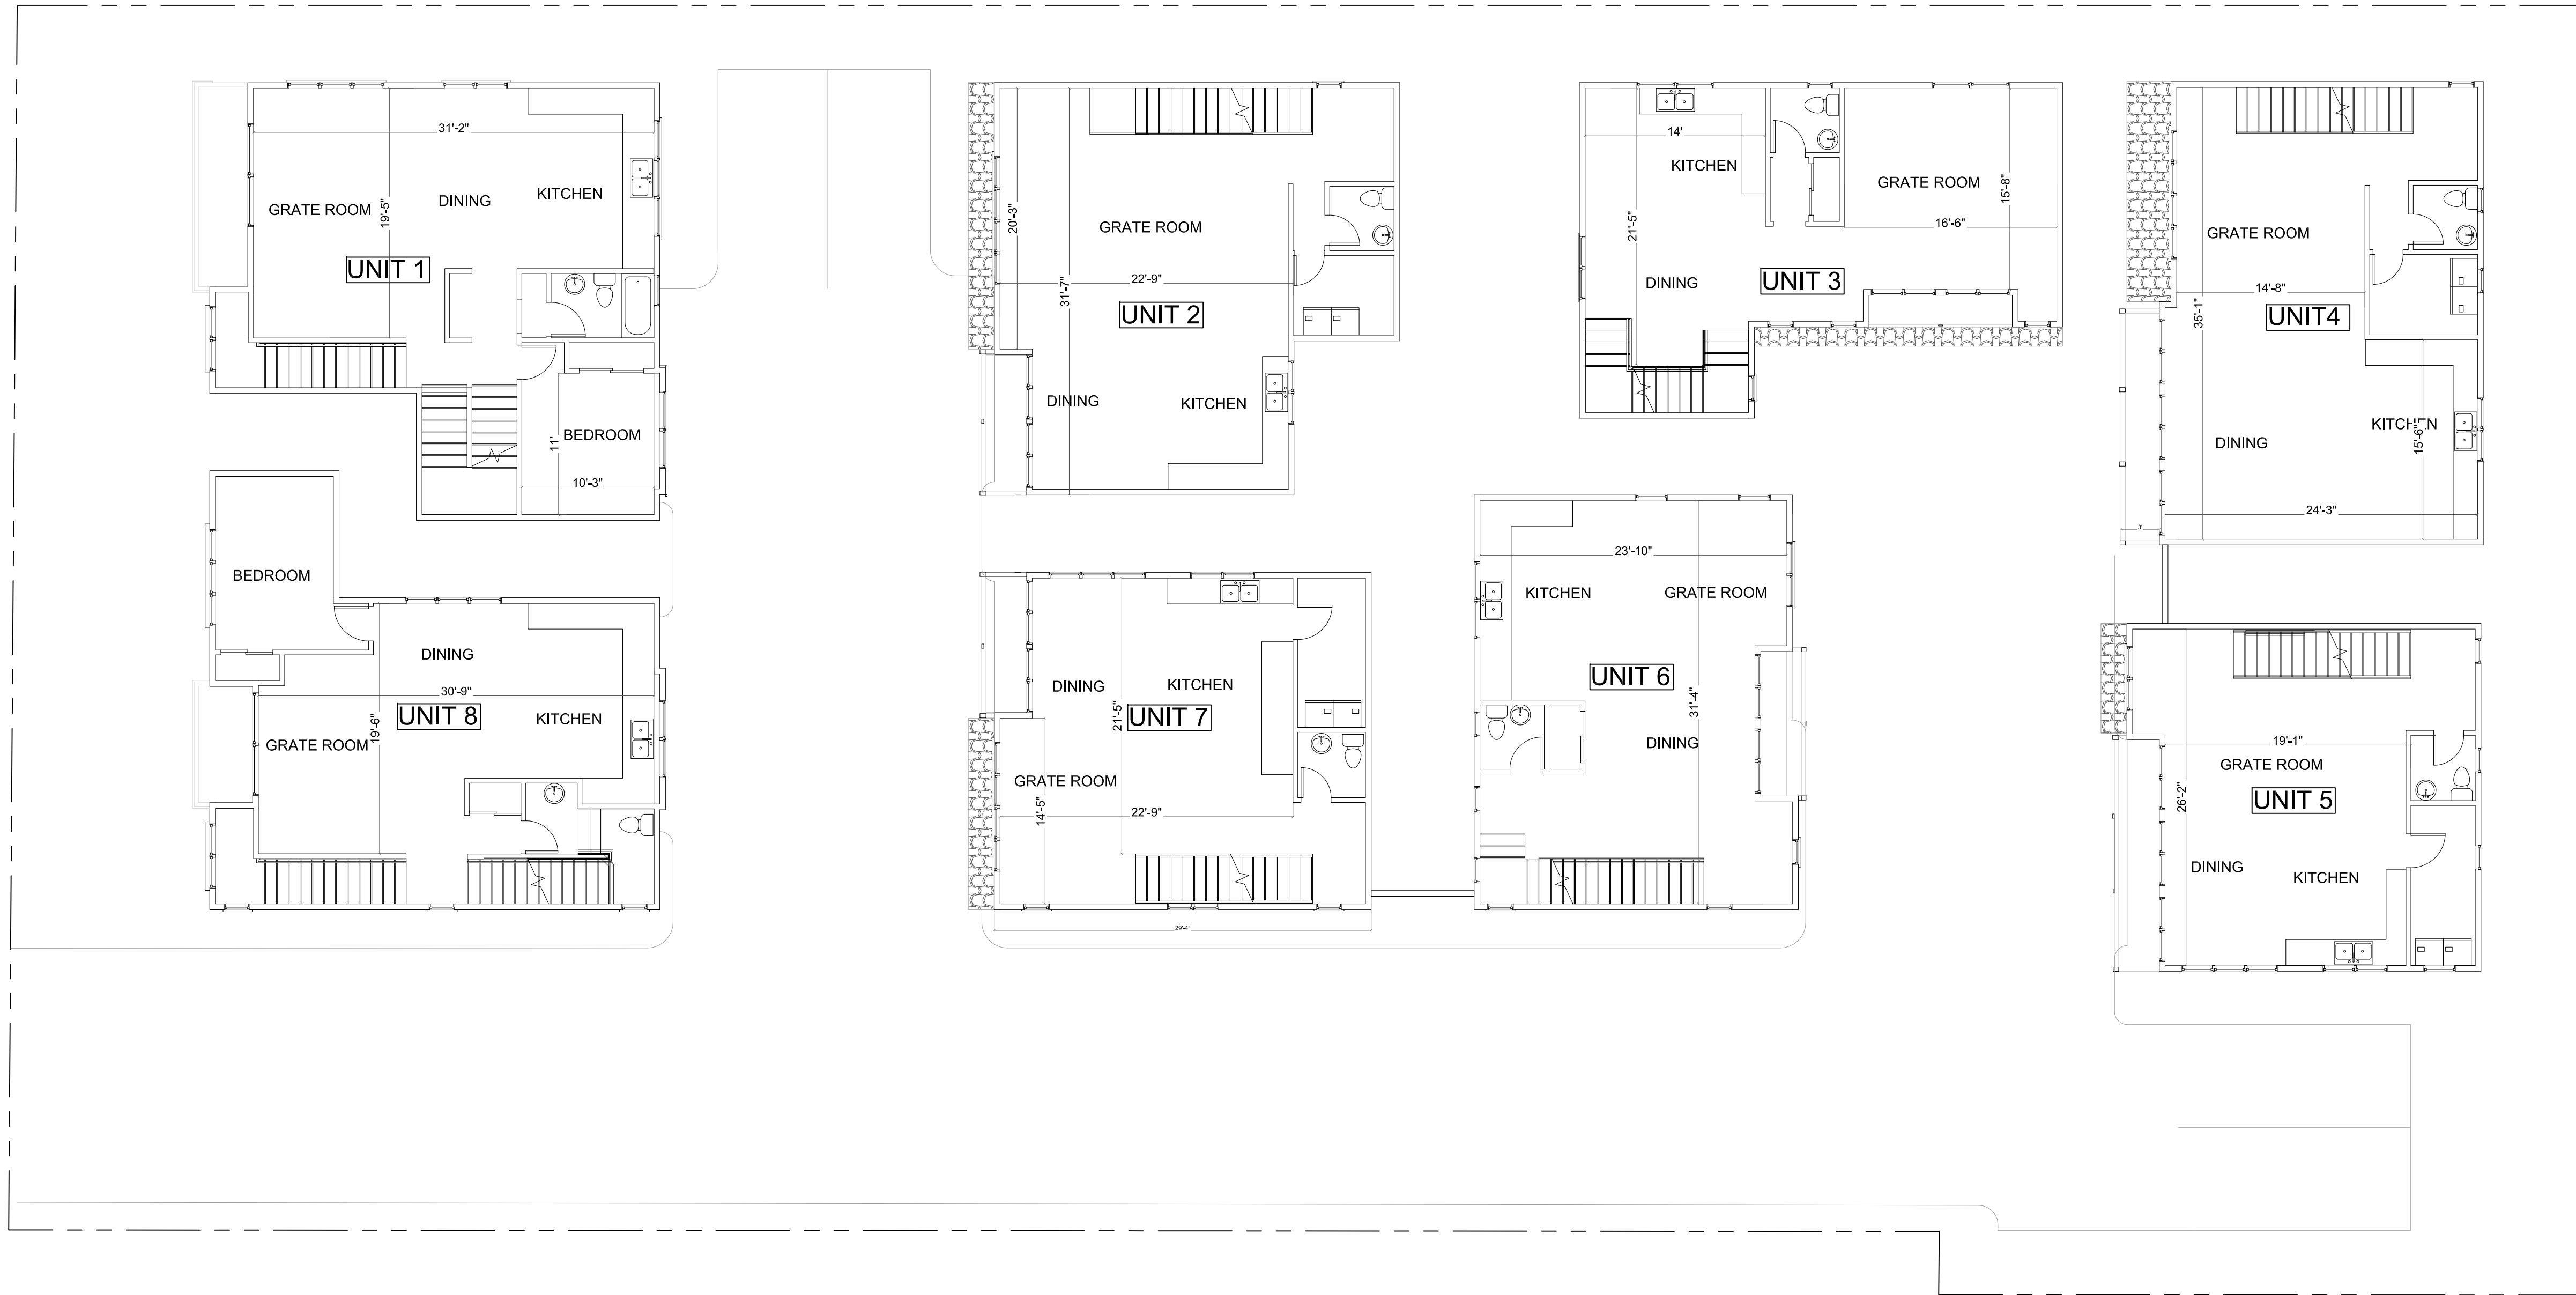 31'-2"
GRATE ROOM
19'-5"
DINING
KITCHEN
UNIT 1
11'
BEDROOM
10'-3"
20'-3"
GRATE ROOM
31'-7"
22'-9"
UNIT 2
DINING
KITCHEN
14'
KITCHEN
21'-5"
DINING
GRATE ROOM
15'-8"
16'-6"
UNIT 3
GRATE ROOM
14'-8"
35'-1"
UNIT4
KITCHEN
15'-6"
DINING
24'-3"
3'
BEDROOM
DINING
30'-9"
UNIT 8
19'-6"
KITCHEN
GRATE ROOM
DINING
KITCHEN
21'-5"
UNIT 7
GRATE ROOM
14'-5"
22'-9"
29'-4"
23'-10"
KITCHEN
GRATE ROOM
UNIT 6
31'-4"
DINING
19'-1"
GRATE ROOM
26'-2"
UNIT 5
DINING
KITCHEN